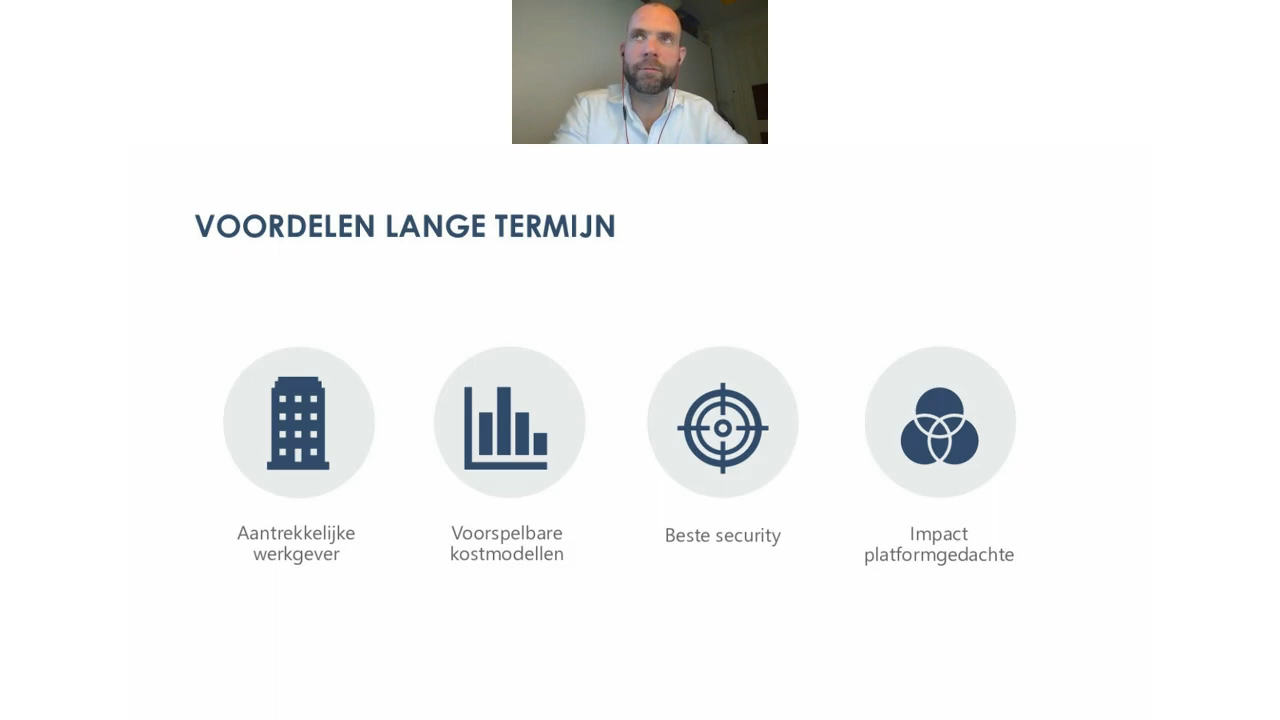 VOORDELEN LANGE TERMIJN
Aantrekkelijke
werkgever
Voorspelbare
kostmodellen
Beste security
Impact
platformgedachte